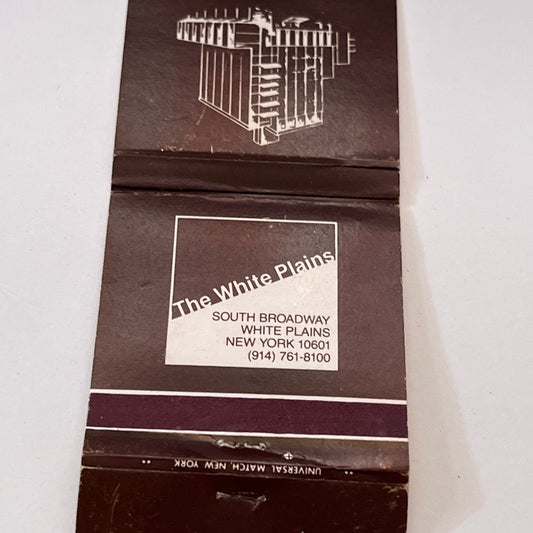 The White Plains
SOUTH BROADWAY
WHITE PLAINS
NEW YORK 10601
(914) 761-8100
UNIVERSAL MATCH, NEW YORK